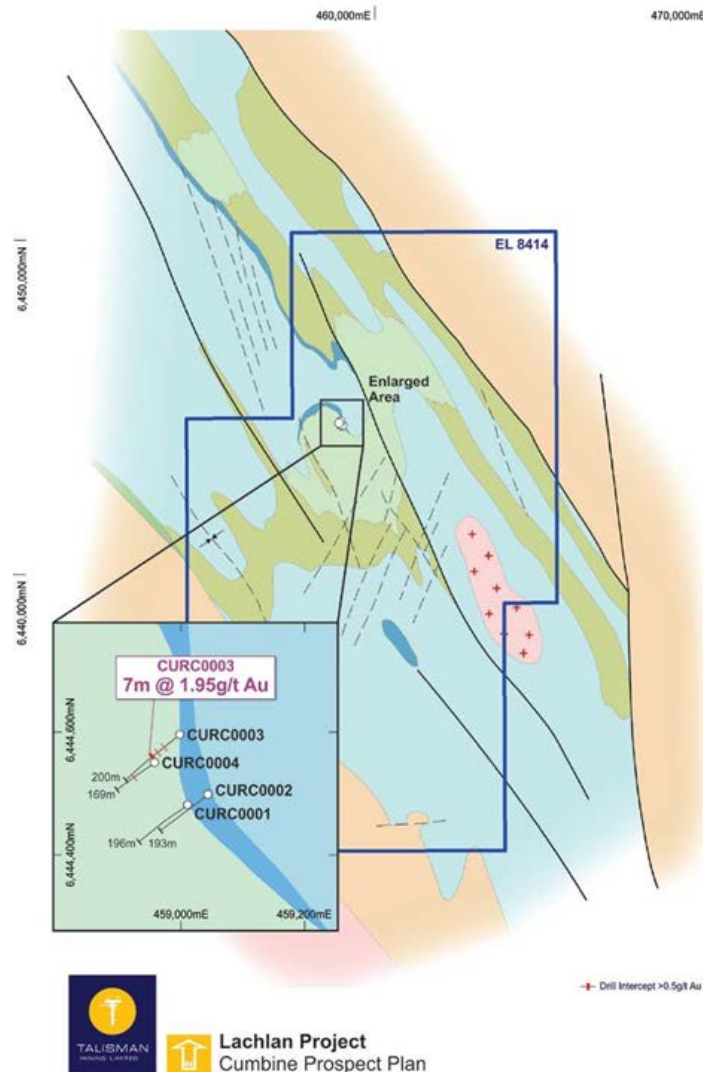 460,000mE
470,000mE
6,450,000mN
EL 8414
Enlarged
Area
6,440,000mN
CURC0003
7m @ 1.95g/t Au
CURC0003
CURC0004
200m
169m
CURC0002
CURC0001
196m
193m
6,444,600mN
6,444,400mN
459,000mE
459,200mE
Drill Intercept >0.5g/t Au
TALISMAN
MINING LIMITED
Lachlan Project
Cumbine Prospect Plan